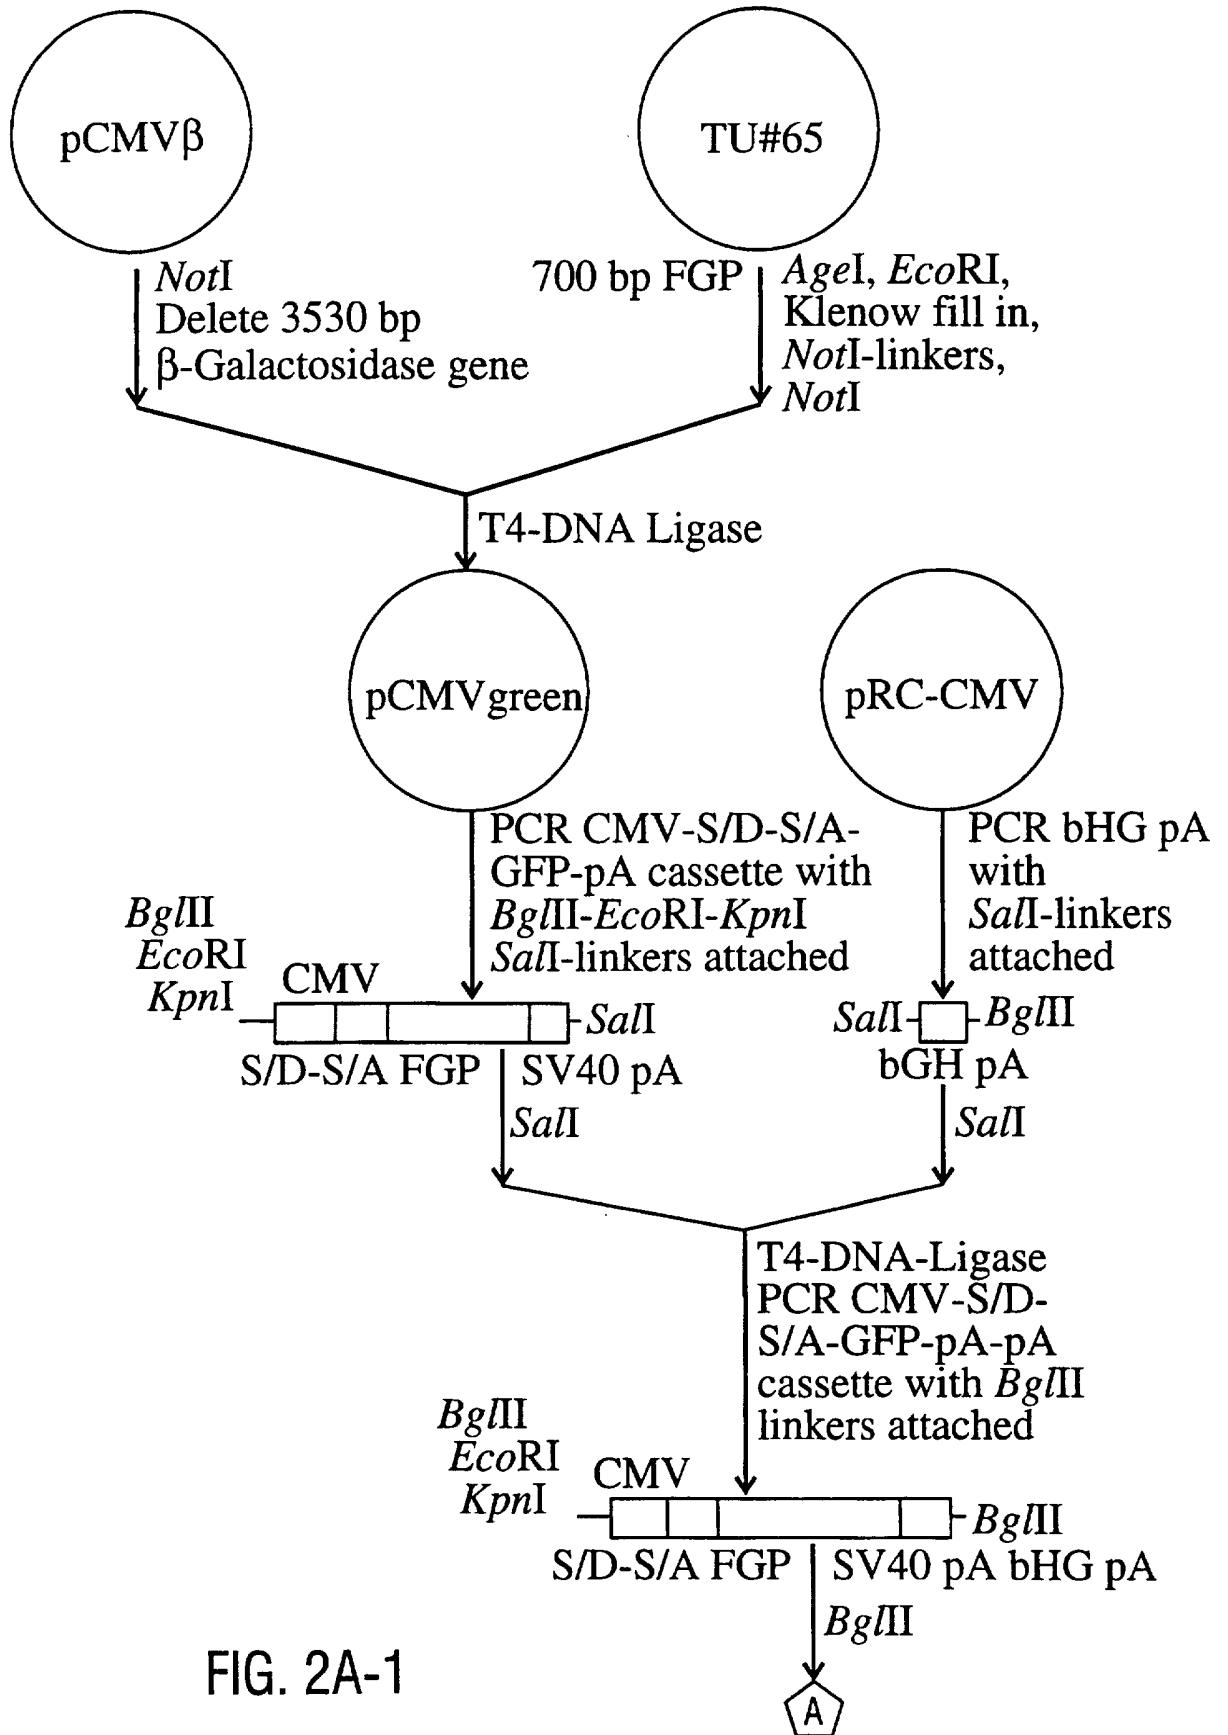 pCMVβ
TU#65
NotI
Delete 3530 bp
β-Galactosidase gene
700 bp FGP
AgeI, EcoRI,
Klenow fill in,
NotI-linkers,
NotI
T4-DNA Ligase
pCMVgreen
pRC-CMV
PCR CMV-S/D-S/A-
GFP-pA cassette with
BglII-EcoRI-KpnI
SalI-linkers attached
PCR bHG pA
with
SalI-linkers
attached
BglII
EcoRI
KpnI
CMV
SalI
S/D-S/A FGP
SV40 pA
SalI
BglII
bGH pA
SalI
SalI
T4-DNA-Ligase
PCR CMV-S/D-
S/A-GFP-pA-pA
cassette with BglII
linkers attached
BglII
EcoRI
KpnI
CMV
BglII
S/D-S/A FGP
SV40 pA bHG pA
BglII
A
FIG. 2A-1